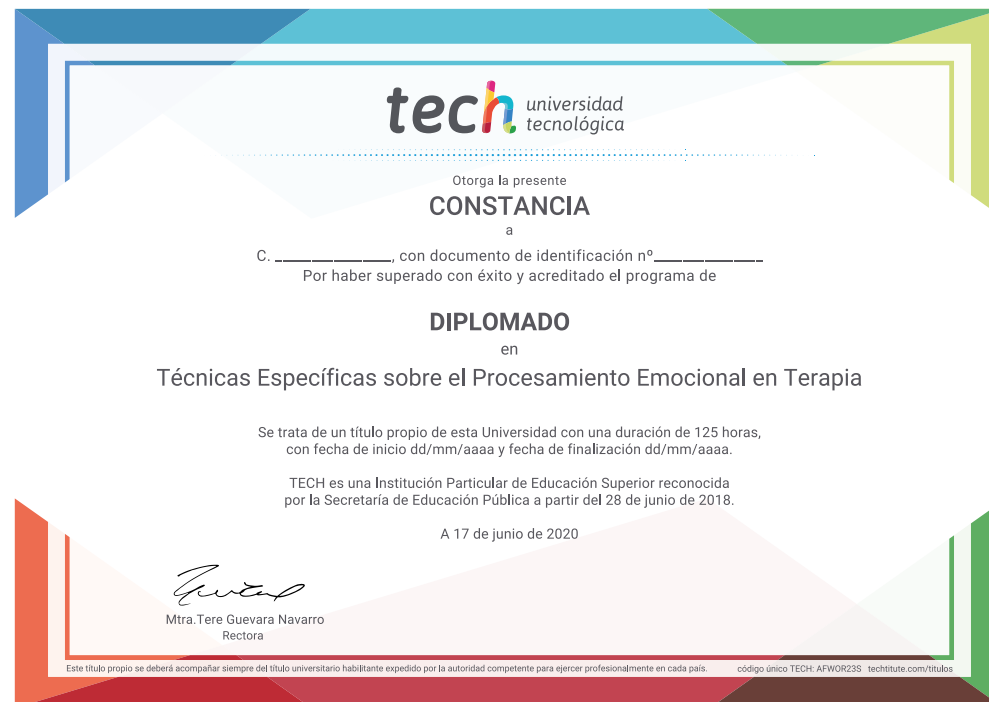 tech universidad
tecnológica
Otorga la presente
CONSTANCIA
a
C. ______________, con documento de identificación nº_____________
Por haber superado con éxito y acreditado el programa de
DIPLOMADO
en
Técnicas Específicas sobre el Procesamiento Emocional en Terapia
Se trata de un título propio de esta Universidad con una duración de 125 horas,
con fecha de inicio dd/mm/aaaa y fecha de finalización dd/mm/aaaa.
TECH es una Institución Particular de Educación Superior reconocida
por la Secretaría de Educación Pública a partir del 28 de junio de 2018.
A 17 de junio de 2020
Mtra.Tere Guevara Navarro
Rectora
Este título propio se deberá acompañar siempre del título universitario habilitante expedido por la autoridad competente para ejercer profesionalmente en cada país. código único TECH: AFWOR23S techtitute.com/titulos